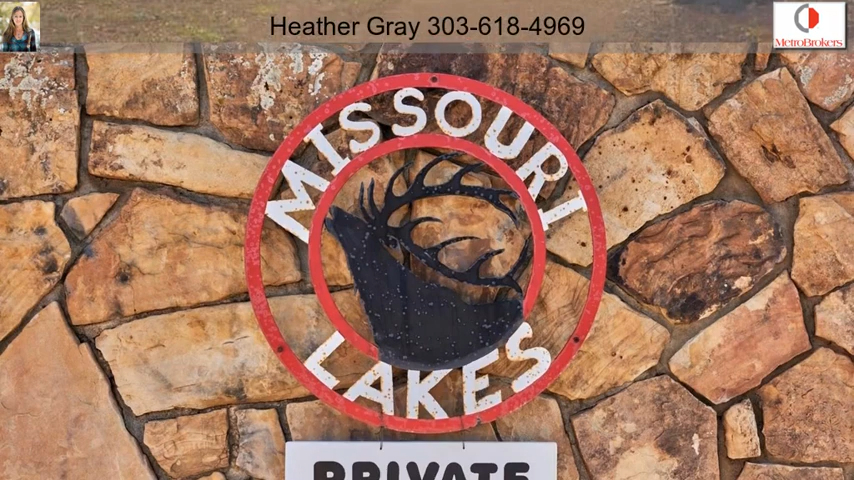 Heather Gray 303-618-4969
MetroBrokers
MISSOURI
LAKES
PRIVATE